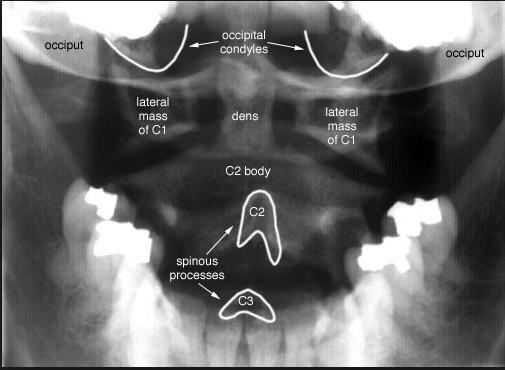 occiput
occipital
condyles
occiput
lateral
mass
of C1
dens
lateral
mass
of C1
C2 body
C2
spinous
processes
C3